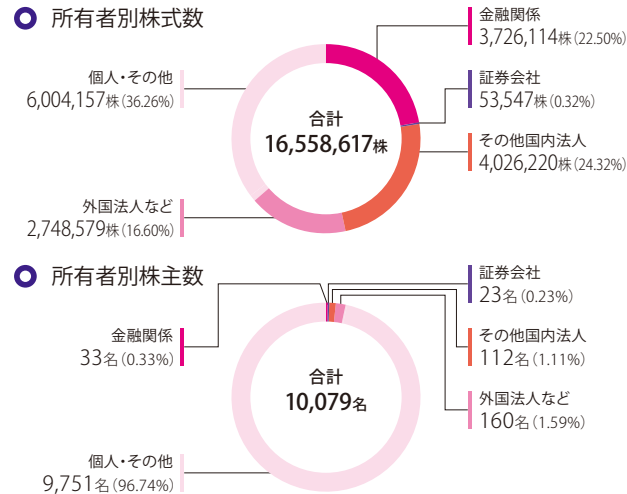 所有者別株式数
金融関係
3,726,114株(22.50%)
証券会社
53,547株(0.32%)
その他国内法人
4,026,220株(24.32%)
個人・その他
6,004,157株(36.26%)
外国法人など
2,748,579株(16.60%)
合計
16,558,617株
所有者別株主数
証券会社
23名(0.23%)
その他国内法人
112名(1.11%)
外国法人など
160名(1.59%)
金融関係
33名(0.33%)
個人・その他
9,751名(96.74%)
合計
10,079名